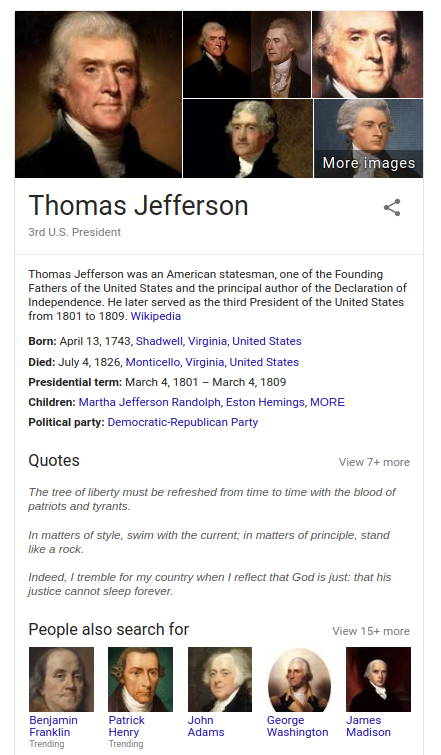 More images
Thomas Jefferson
3rd U.S. President
Thomas Jefferson was an American statesman, one of the Founding
Fathers of the United States and the principal author of the Declaration of
Independence. He later served as the third President of the United States
from 1801 to 1809. Wikipedia
Born: April 13, 1743, Shadwell, Virginia, United States
Died: July 4, 1826, Monticello, Virginia, United States
Presidential term: March 4, 1801 – March 4, 1809
Children: Martha Jefferson Randolph, Eston Hemings, MORE
Political party: Democratic-Republican Party
Quotes
View 7+ more
The tree of liberty must be refreshed from time to time with the blood of
patriots and tyrants.
In matters of style, swim with the current; in matters of principle, stand
like a rock.
Indeed, I tremble for my country when I reflect that God is just: that his
justice cannot sleep forever.
People also search for
View 15+ more
Benjamin
Franklin
Trending
Patrick
Henry
Trending
John
Adams
George
Washington
James
Madison